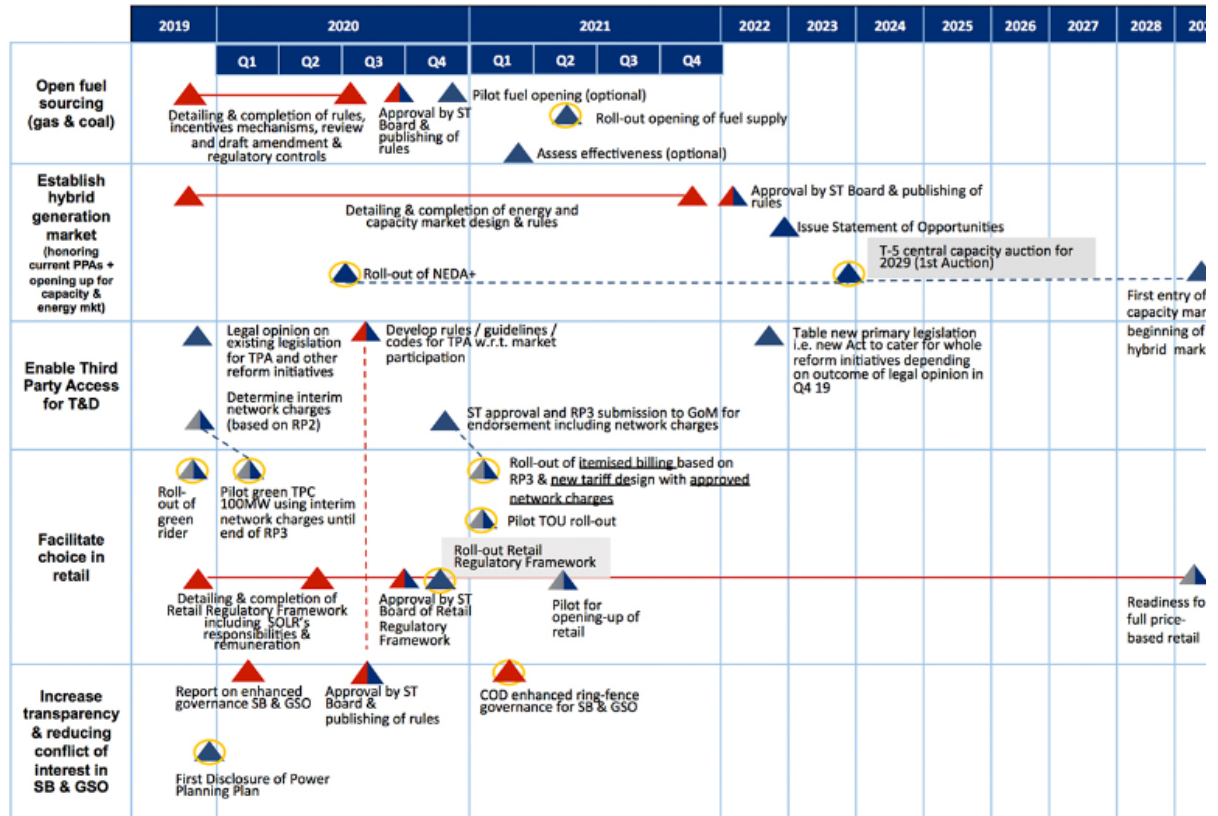 2019
2020
2021
2022
2023
2024
2025
2026
2027
2028
Q1
Q2
Q3
Q4
Q1
Q2
Q3
Q4
Open fuel
sourcing
(gas & coal)
Detailing & completion of rules,
incentives mechanisms, review
and draft amendment &
regulatory controls
Approval by ST
Board &
publishing of
rules
Pilot fuel opening (optional)
Roll-out opening of fuel supply
Assess effectiveness (optional)
Establish
hybrid
generation
market
(honoring
current PPAs +
opening up for
capacity &
energy mkt)
Detailing & completion of energy and
capacity market design & rules
Approval by ST Board & publishing of
rules
Issue Statement of Opportunities
T-5 central capacity auction for
2029 (1st Auction)
Roll-out of NEDA+
First entry of
capacity mar
beginning of
hybrid mark
Enable Third
Party Access
for T&D
Legal opinion on
existing legislation
for TPA and other
reform initiatives
Develop rules / guidelines /
codes for TPA w.r.t. market
participation
Table new primary legislation
i.e. new Act to cater for whole
reform initiatives depending
on outcome of legal opinion in
Q4 19
Determine interim
network charges
(based on RP2)
ST approval and RP3 submission to GoM for
endorsement including network charges
Facilitate
choice in
retail
Roll-
out of
green
rider
Pilot green TPC
100MW using interim
network charges until
end of RP3
Roll-out of itemised billing based on
RP3 & new tariff design with approved
network charges
Pilot TOU roll-out
Roll-out Retail
Regulatory Framework
Detailing & completion of
Retail Regulatory Framework
including SOLR's
responsibilities &
remuneration
Approval by ST
Board of Retail
Regulatory
Framework
Pilot for
opening-up of
retail
Readiness fo
full price-
based retail
Increase
transparency
& reducing
conflict of
interest in
SB & GSO
Report on enhanced
governance SB & GSO
Approval by ST
Board &
publishing of rules
COD enhanced ring-fence
governance for SB & GSO
First Disclosure of Power
Planning Plan